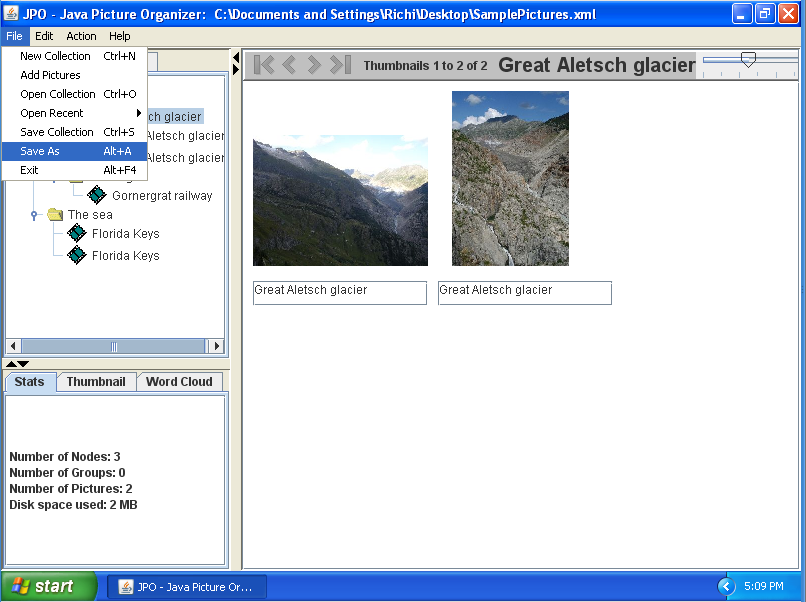 JPO - Java Picture Organizer: C:\Documents and Settings\Richi\Desktop\SamplePictures.xml
File Edit Action Help
New Collection Ctrl+N
Add Pictures
Open Collection Ctrl+O
Open Recent
Save Collection Ctrl+S
Save As Alt+A
Exit Alt+F4
ch glacier
Aletsch glacier
Aletsch glacier
Gornergrat railway
The sea
Florida Keys
Florida Keys
Thumbnails 1 to 2 of 2 Great Aletsch glacier
Great Aletsch glacier Great Aletsch glacier
Stats Thumbnail Word Cloud
Number of Nodes: 3
Number of Groups: 0
Number of Pictures: 2
Disk space used: 2 MB
start JPO - Java Picture Or... 5:09 PM